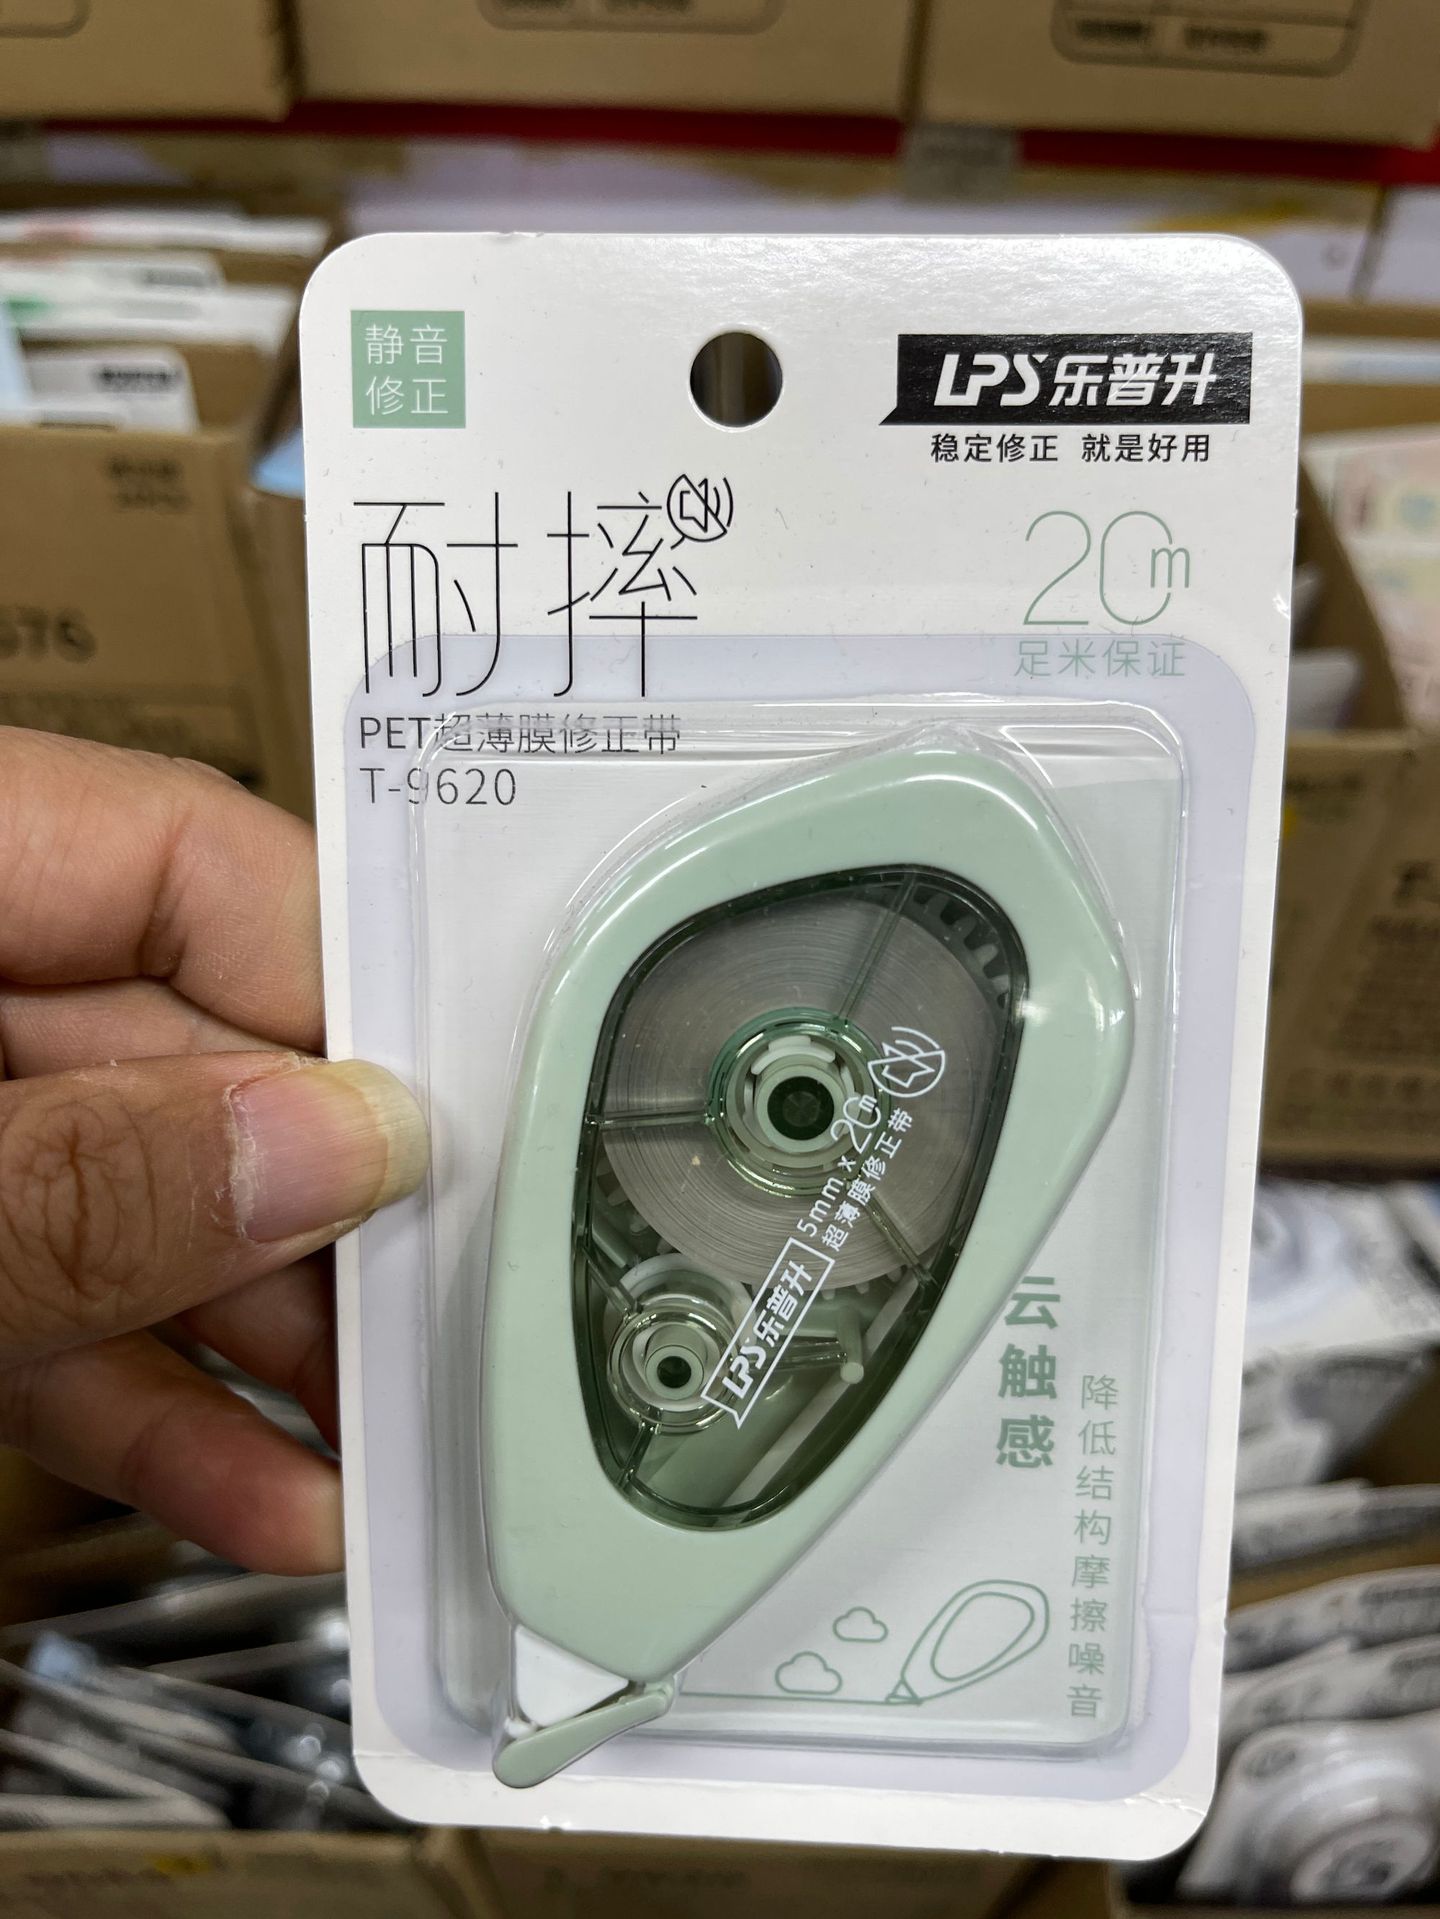 静音
修正
LPS乐普升
稳定修正 就是好用
耐摔
20m
足米保证
PET超薄膜修正带
T-9620
5mm x 20m
超薄膜修正带
LPS乐普升
云触感
降低结构摩擦噪音